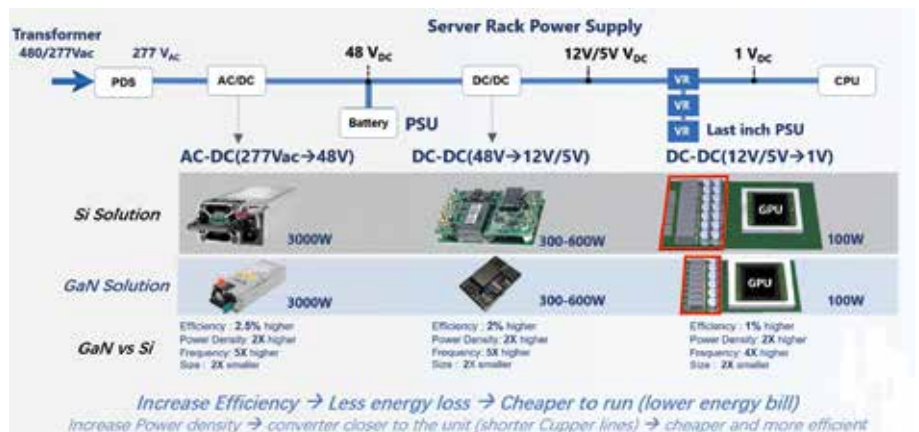 Server Rack Power Supply
Transformer
480/277Vac
277 VAC
48 VDC
12V/5V VDC
1 VDC
PDS
AC/DC
DC/DC
VR
CPU
Battery
PSU
VR
VR
Last inch PSU
AC-DC(277Vac→48V)
DC-DC(48V→12V/5V)
DC-DC(12V/5V→1V)
Si Solution
3000W
300-600W
GPU
100W
GaN Solution
3000W
300-600W
GPU
100W
GaN vs Si
Efficiency : 2.5% higher
Power Density: 2X higher
Frequency: 5X higher
Size : 2X smaller
Efficiency : 2% higher
Power Density: 2X higher
Frequency: 5X higher
Size : 2X smaller
Efficiency : 1% higher
Power Density: 2X higher
Frequency: 4X higher
Size : 2X smaller
Increase Efficiency → Less energy loss → Cheaper to run (lower energy bill)
Increase Power density → converter closer to the unit (shorter Cupper lines) → cheaper and more efficient